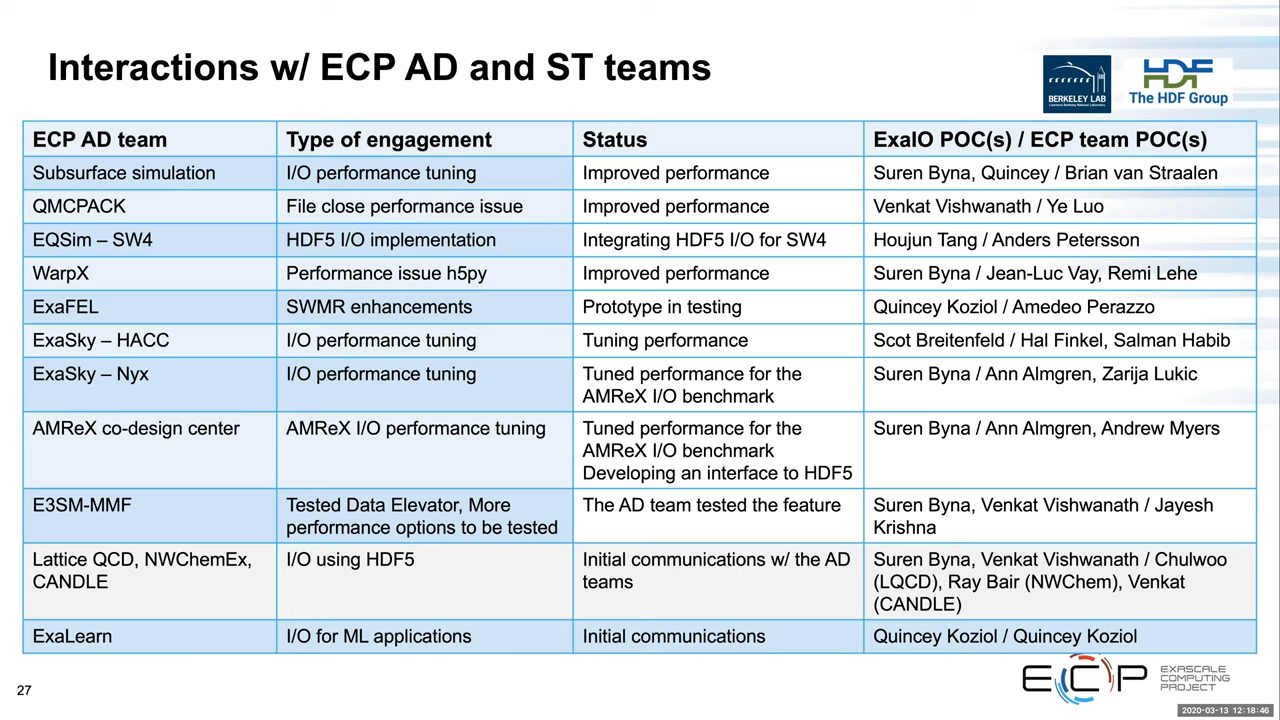 Interactions w/ ECP AD and ST teams
BERKELEY LAB
HDF
The HDF Group
ECP AD team Type of engagement Status ExaIO POC(s) / ECP team POC(s)
Subsurface simulation I/O performance tuning Improved performance Suren Byna, Quincey / Brian van Straalen
QMCPACK File close performance issue Improved performance Venkat Vishwanath / Ye Luo
EQSim – SW4 HDF5 I/O implementation Integrating HDF5 I/O for SW4 Houjun Tang / Anders Petersson
WarpX Performance issue h5py Improved performance Suren Byna / Jean-Luc Vay, Remi Lehe
ExaFEL SWMR enhancements Prototype in testing Quincey Koziol / Amedeo Perazzo
ExaSky – HACC I/O performance tuning Tuning performance Scot Breitenfeld / Hal Finkel, Salman Habib
ExaSky – Nyx I/O performance tuning Tuned performance for the Suren Byna / Ann Almgren, Zarija Lukic
AMReX I/O benchmark
AMReX co-design center AMReX I/O performance tuning Tuned performance for the Suren Byna / Ann Almgren, Andrew Myers
AMReX I/O benchmark
Developing an interface to HDF5
E3SM-MMF Tested Data Elevator, More The AD team tested the feature Suren Byna, Venkat Vishwanath / Jayesh
performance options to be tested Krishna
Lattice QCD, NWChemEx, I/O using HDF5 Initial communications w/ the AD Suren Byna, Venkat Vishwanath / Chulwoo
CANDLE teams (LQCD), Ray Bair (NWChem), Venkat
(CANDLE)
ExaLearn I/O for ML applications Initial communications Quincey Koziol / Quincey Koziol
ECP
EXASCALE
COMPUTING
PROJECT
27
2020-03-13 12:18:46